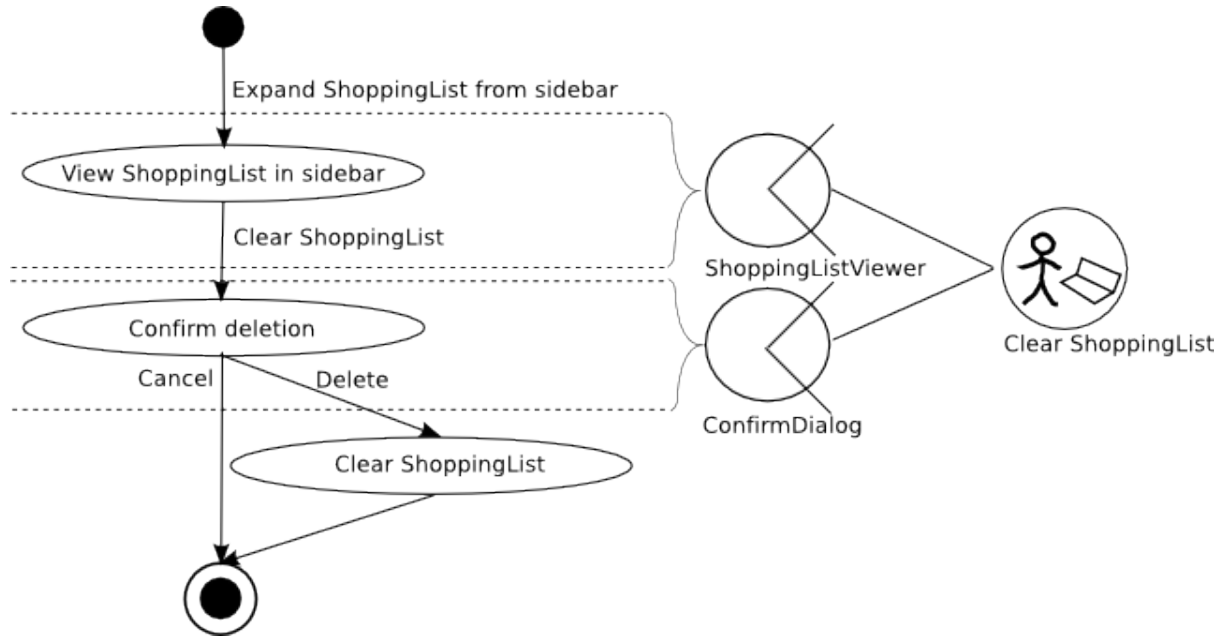 Expand ShoppingList from sidebar
View ShoppingList in sidebar
Clear ShoppingList
ShoppingListViewer
Confirm deletion
Clear ShoppingList
Cancel
Delete
ConfirmDialog
Clear ShoppingList